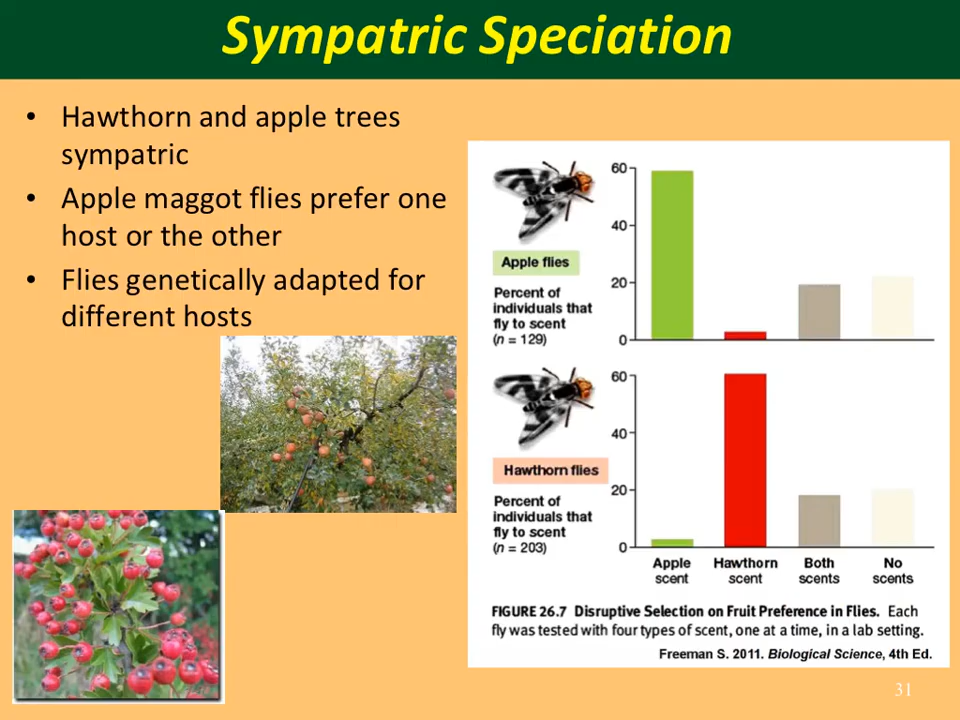 Sympatric Speciation
• Hawthorn and apple trees
sympatric
• Apple maggot flies prefer one
host or the other
• Flies genetically adapted for
different hosts
Apple flies
Percent of
individuals that
fly to scent
(n = 129)
60
40
20
0
Hawthorn flies
Percent of
individuals that
fly to scent
(n = 203)
60
40
20
0
Apple scent
Hawthorn scent
Both scents
No scents
FIGURE 26.7 Disruptive Selection on Fruit Preference in Flies. Each
fly was tested with four types of scent, one at a time, in a lab setting.
Freeman S. 2011. Biological Science, 4th Ed.
31